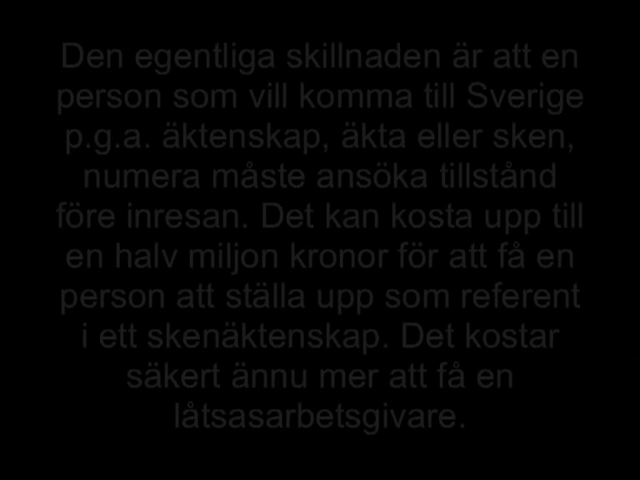 Den egentliga skillnaden är att en
person som vill komma till Sverige
p.g.a. äktenskap, äkta eller sken,
numera måste ansöka tillstånd
före inresan. Det kan kosta upp till
en halv miljon kronor för att få en
person att ställa upp som referent
i ett skenäktenskap. Det kostar
säkert ännu mer att få en
låtsasarbetsgivare.